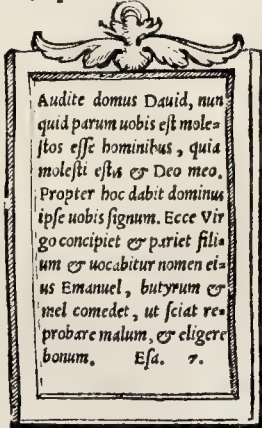 Audite domus Dauid, nun
quid parum uobis eſt mole⸗
ſtos eſſe hominibus, quia
moleſti eſtis & Deo meo.
Propter hoc dabit dominus
ipſe uobis ſignum. Ecce Vir
go concipiet & pariet fili⸗
um & uocabitur nomen ei⸗
us Emanuel, butyrum &
mel comedet, ut ſciat re⸗
probare malum, & eligere
bonum. Eſa. 7.